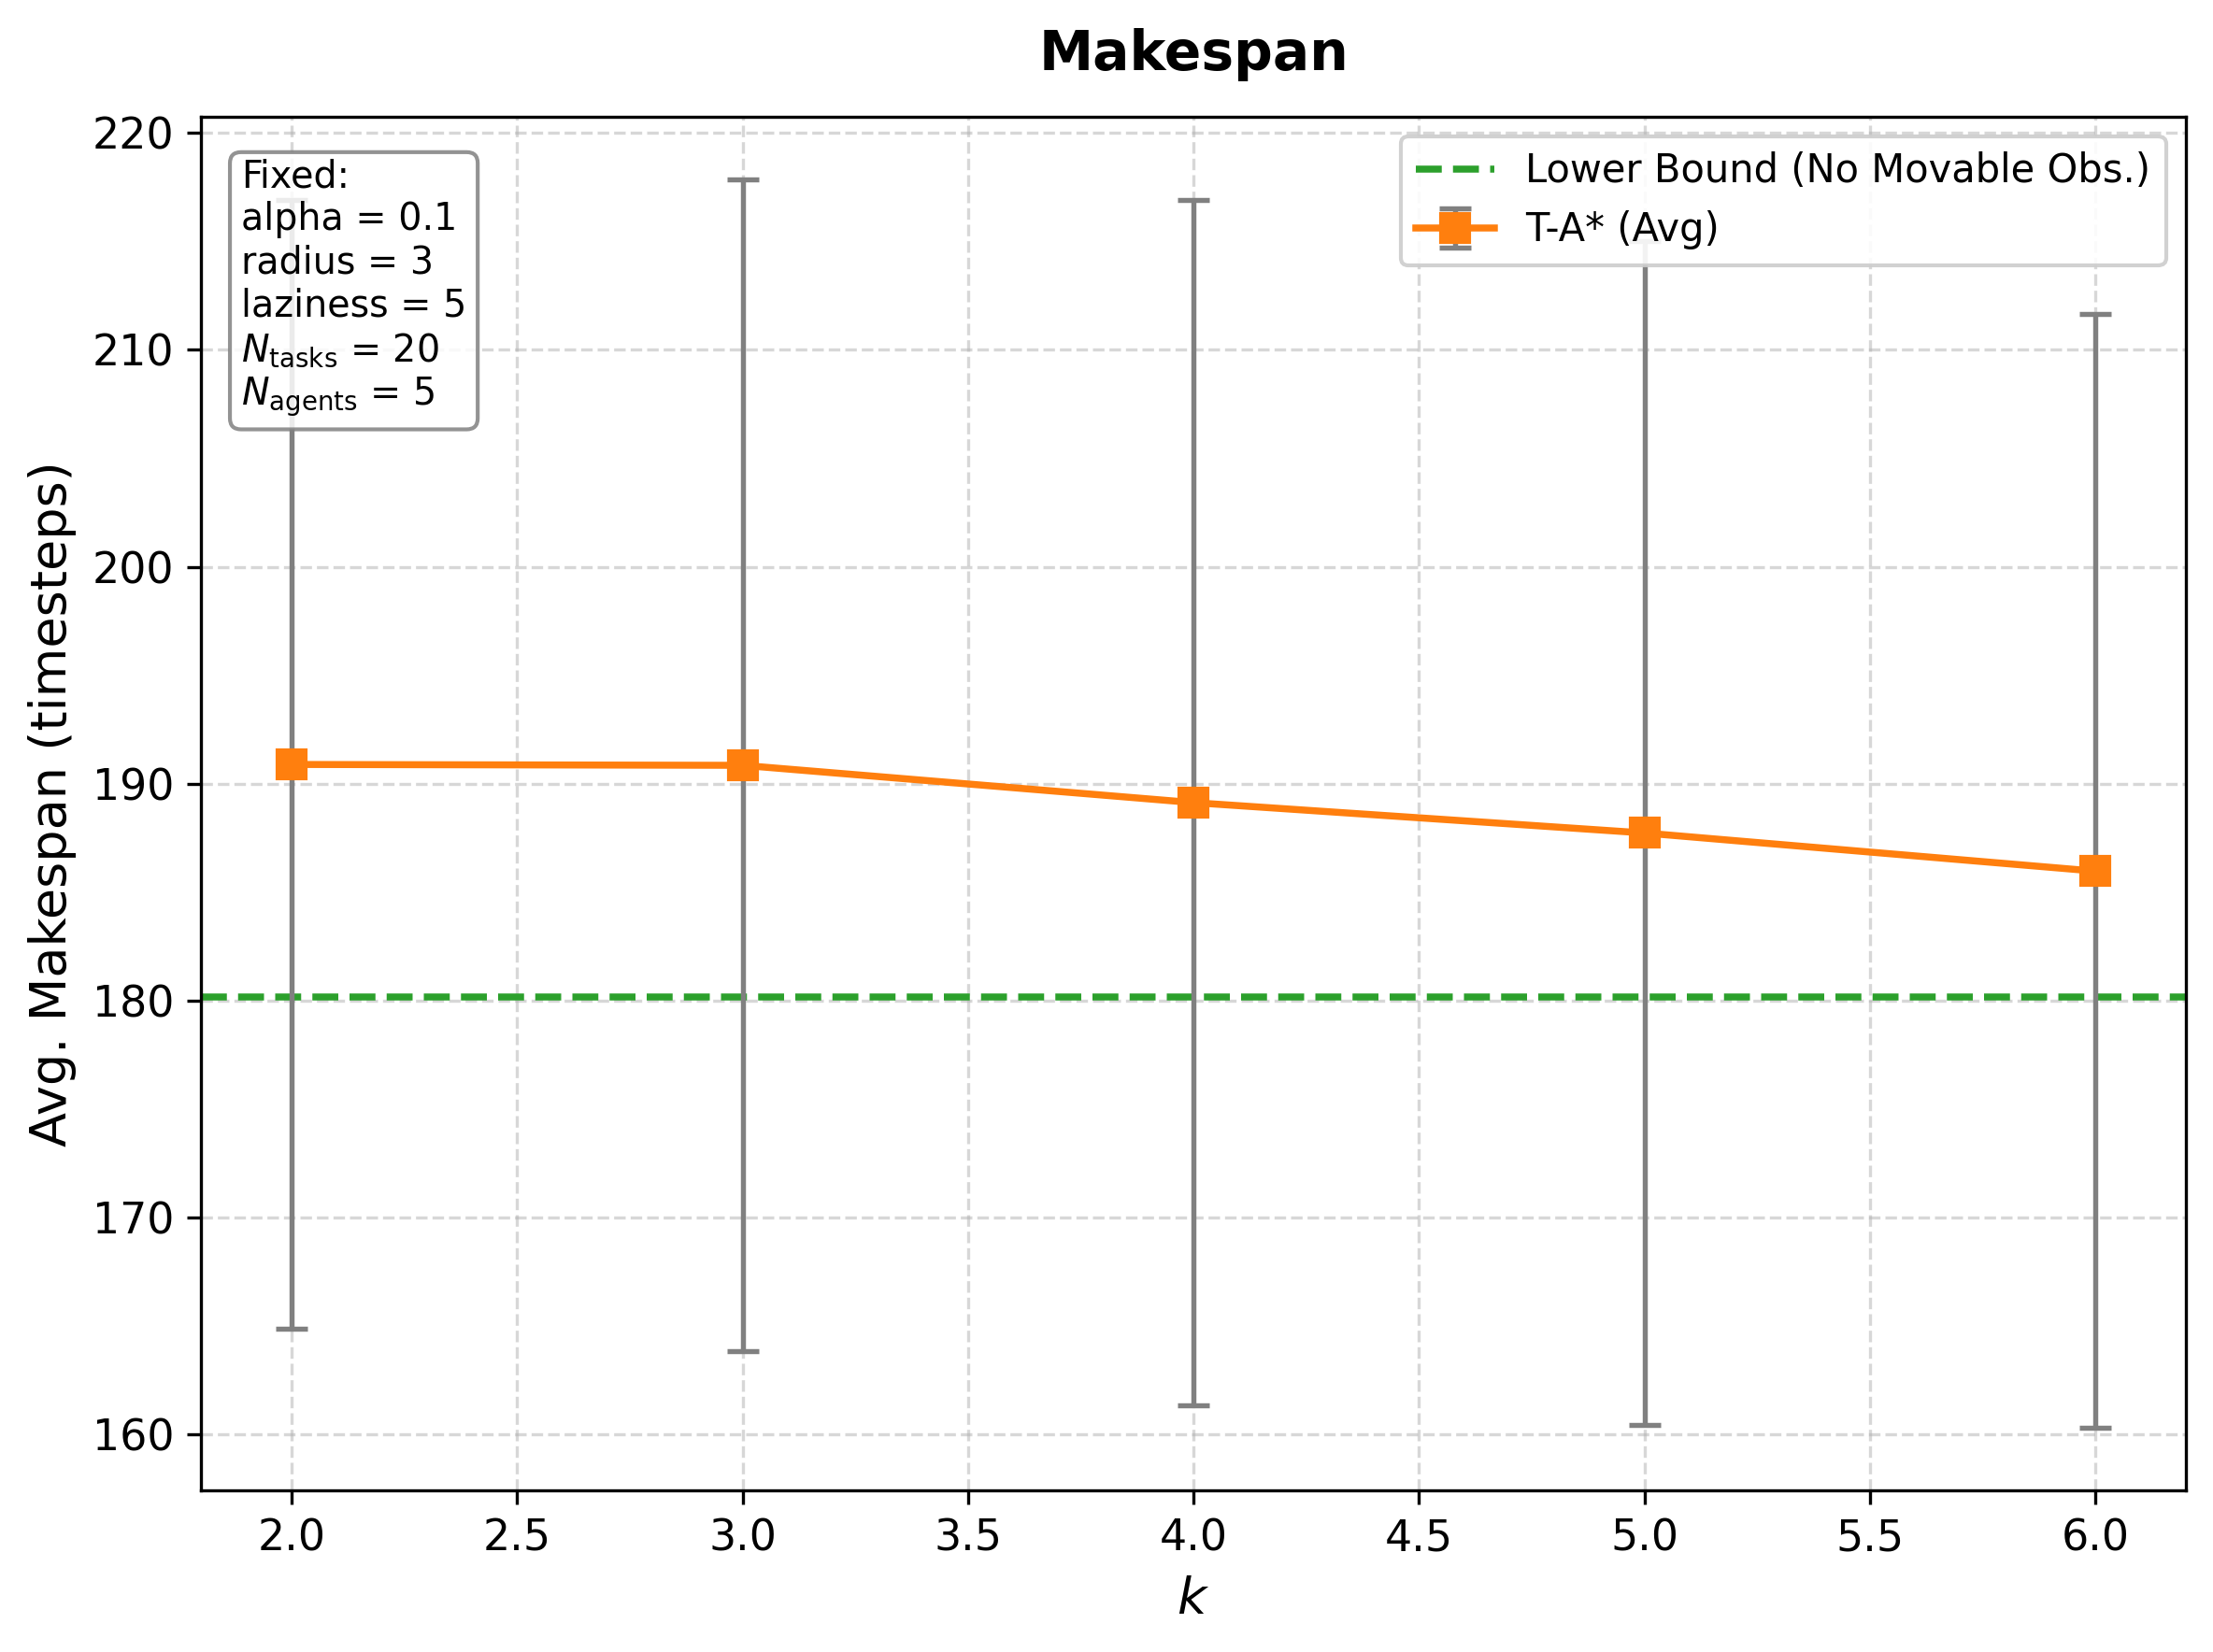 Makespan
Avg. Makespan (timesteps)
220
210
200
190
180
170
160
Fixed:
alpha = 0.1
radius = 3
laziness = 5
N_tasks = 20
N_agents = 5
Lower Bound (No Movable Obs.)
T-A* (Avg)
2.0 2.5 3.0 3.5 4.0 4.5 5.0 5.5 6.0
k